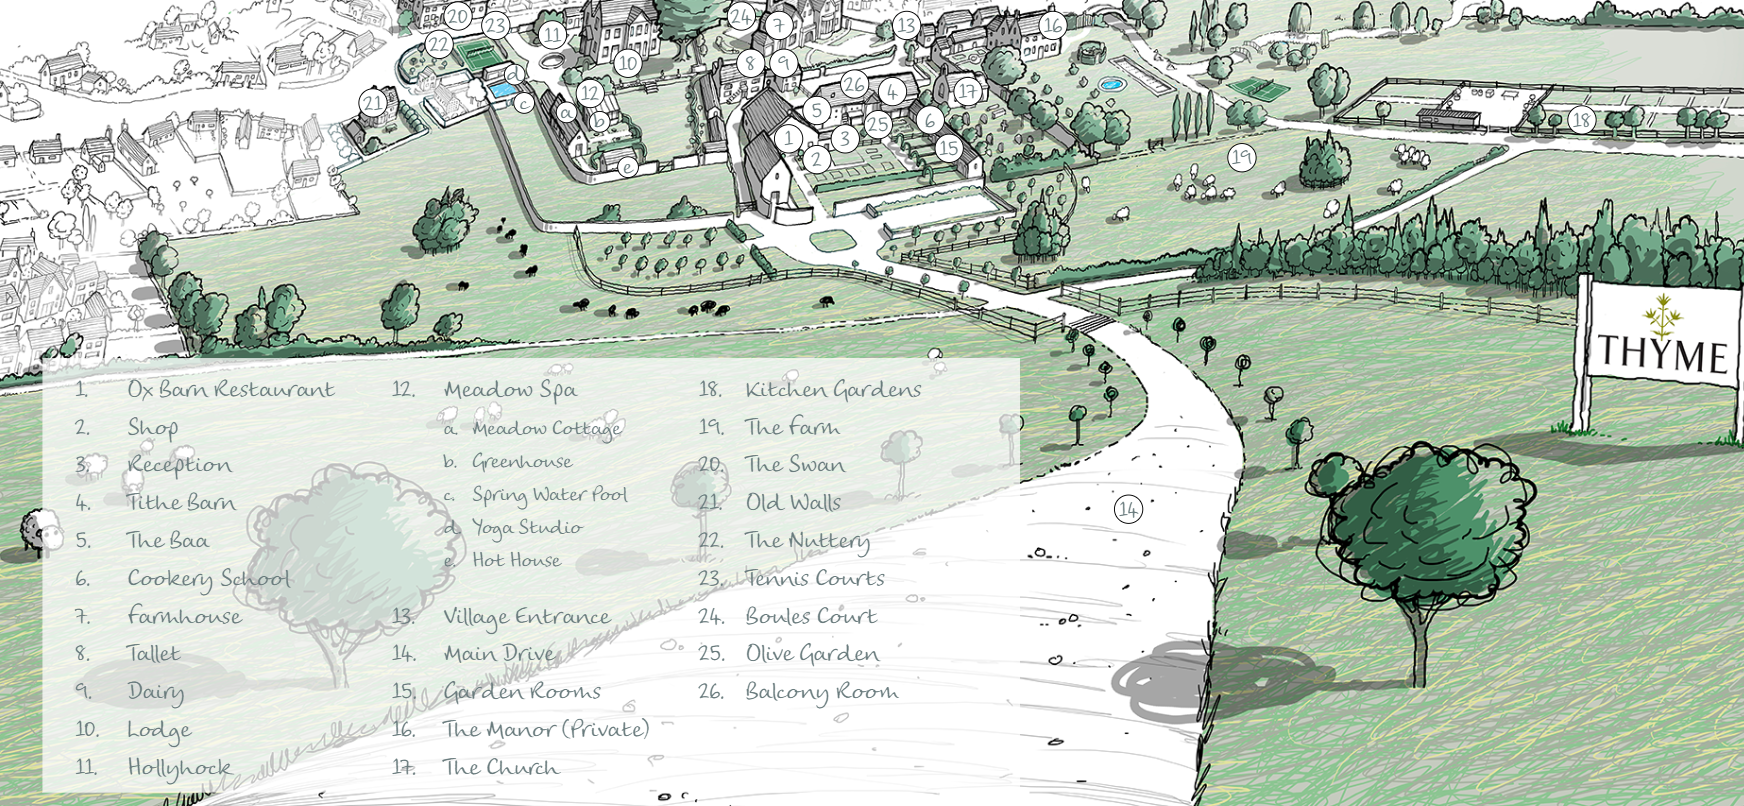 20
23
24
7
13
16
22
11
10
8
9
d
21
c
12
a
b
26
4
17
5
25
6
1
3
2
15
e
18
19
THYME
14
1. Ox Barn Restaurant
2. Shop
3. Reception
4. Tithe Barn
5. The Baa
6. Cookery School
7. Farmhouse
8. Tallet
9. Dairy
10. Lodge
11. Hollyhock
12. Meadow Spa
a. Meadow Cottage
b. Greenhouse
c. Spring Water Pool
d. Yoga Studio
e. Hot House
13. Village Entrance
14. Main Drive
15. Garden Rooms
16. The Manor (Private)
17. The Church
18. Kitchen Gardens
19. The Farm
20. The Swan
21. Old Walls
22. The Nuttery
23. Tennis Courts
24. Boules Court
25. Olive Garden
26. Balcony Room